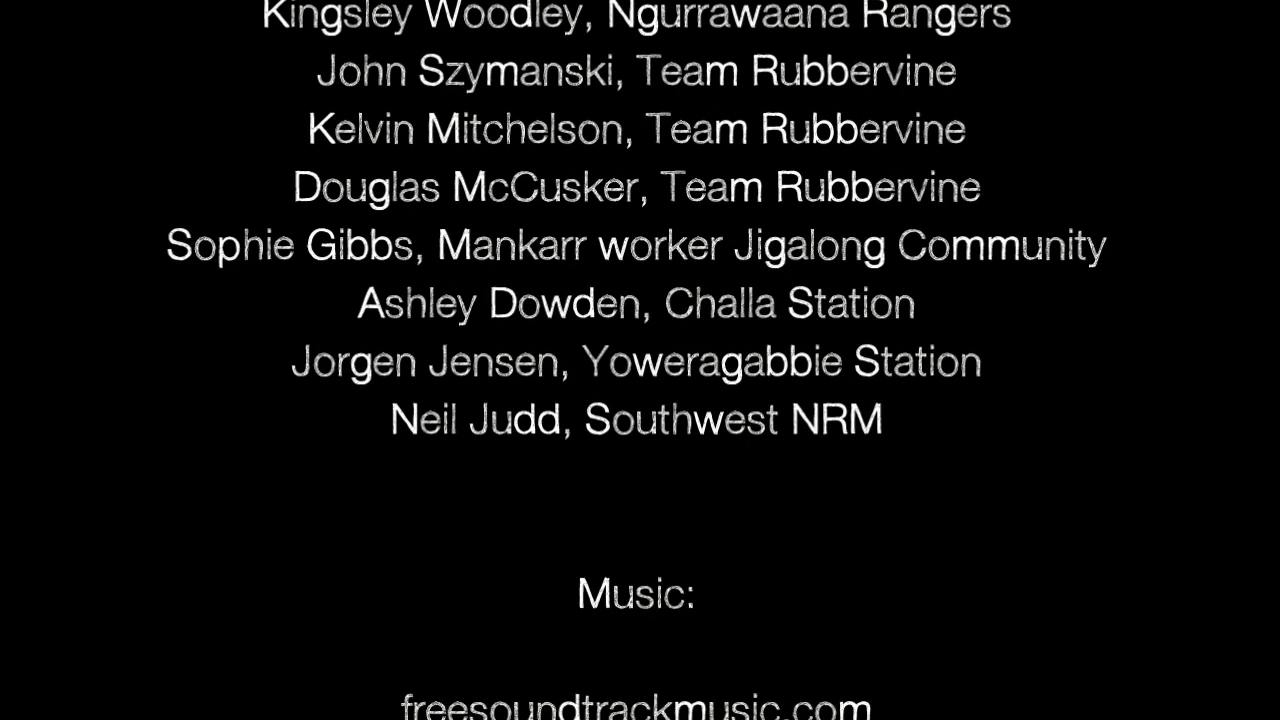 Kingsley Woodley, Ngurrawaana Rangers
John Szymanski, Team Rubbervine
Kelvin Mitchelson, Team Rubbervine
Douglas McCusker, Team Rubbervine
Sophie Gibbs, Mankarr worker Jigalong Community
Ashley Dowden, Challa Station
Jorgen Jensen, Yoweragabbie Station
Neil Judd, Southwest NRM
Music:
freesoundtrackmusic.com